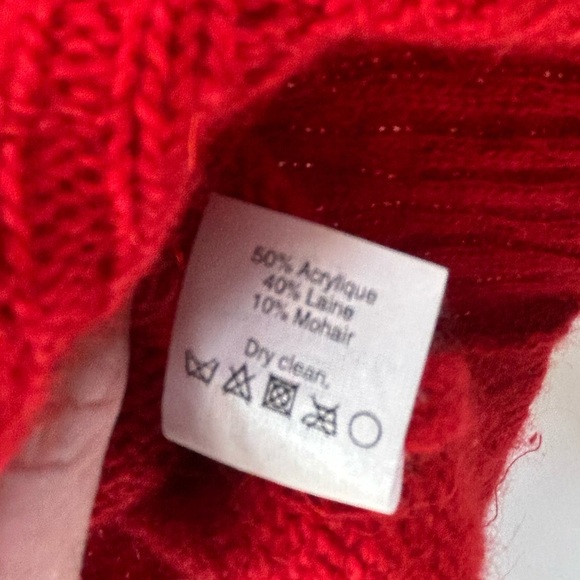 50% Acrylique
40% Laine
10% Mohair
Dry clean.